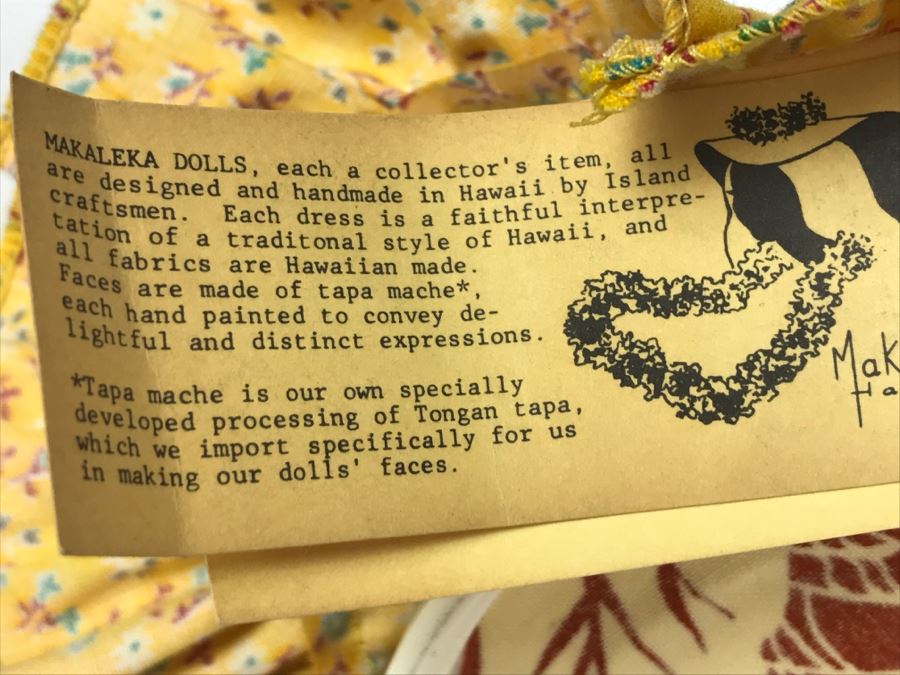 MAKALEKA DOLLS, each a collector's item, all
are designed and handmade in Hawaii by Island
craftsmen. Each dress is a faithful interpre-
tation of a traditonal style of Hawaii, and
all fabrics are Hawaiian made.
Faces are made of tapa mache*,
each hand painted to convey de-
lightful and distinct expressions.
*Tapa mache is our own specially
developed processing of Tongan tapa,
which we import specifically for us
in making our dolls' faces.
Mak